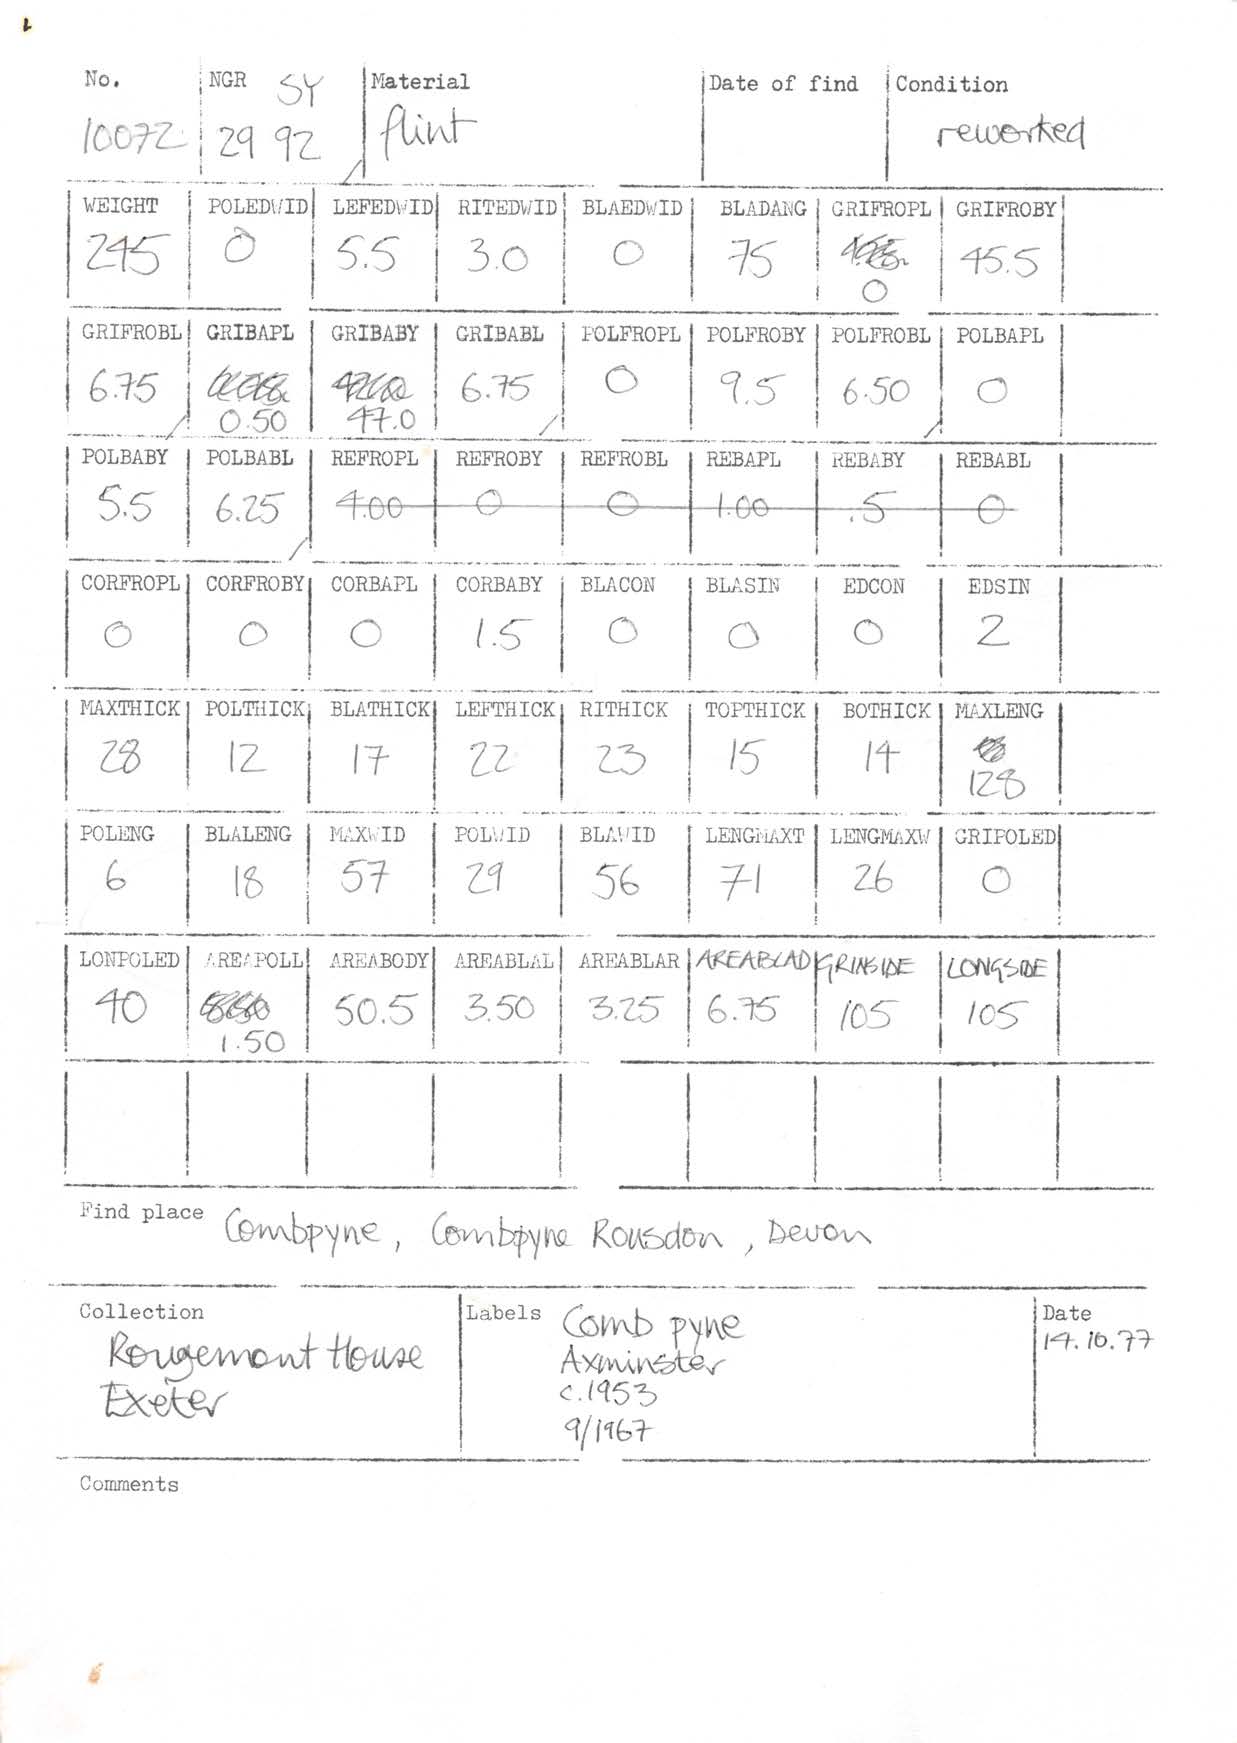 No. NGR SY Material Date of find Condition
10072 29 92 flint reworked
WEIGHT POLEDWID LEFEDWID RITEDWID BLAEDWID BLADANG GRIFROPL GRIFROBY
245 0 5.5 3.0 0 75 0 45.5
GRIFROBL GRIBAPL GRIBABY GRIBABL POLFROPL POLFROBY POLFROBL POLBAPL
6.75 0.50 47.0 6.75 0 9.5 6.50 0
POLBABY POLBABL REFROPL REFROBY REFROBL REBAPL REBABY REBABL
5.5 6.25 4.00 0 0 1.00 .5 0
CORFROPL CORFROBY CORBAPL CORBABY BLACON BLASIN EDCON EDSIN
0 0 0 1.5 0 0 0 2
MAXTHICK POLTHICK BLATHICK LEFTHICK RITHICK TOPTHICK BOTHICK MAXLENG
28 12 17 22 23 15 14 128
POLENG BLALENG MAXWID POLWID BLAWID LENGMAXT LENGMAXW GRIPOLED
6 18 57 29 56 71 26 0
LONPOLED AREAPOLL AREABODY AREABLAL AREABLAR AREABLAD GRINSIDE LONGSIDE
40 1.50 50.5 3.50 3.25 6.75 105 105
Find place Combpyne, Combpyne Rousdon, Devon
Collection Labels Comb pyne Date
Rougemont House Axminster 14.10.77
Exeter c.1953
9/1967
Comments